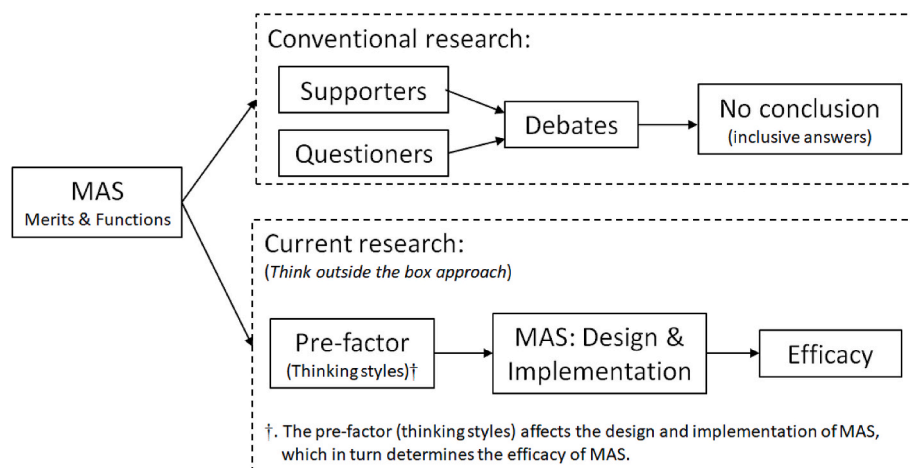 Conventional research:
Supporters
Questioners
Debates
No conclusion
(inclusive answers)
MAS
Merits & Functions
Current research:
(Think outside the box approach)
Pre-factor
(Thinking styles)†
MAS: Design &
Implementation
Efficacy
†. The pre-factor (thinking styles) affects the design and implementation of MAS,
which in turn determines the efficacy of MAS.